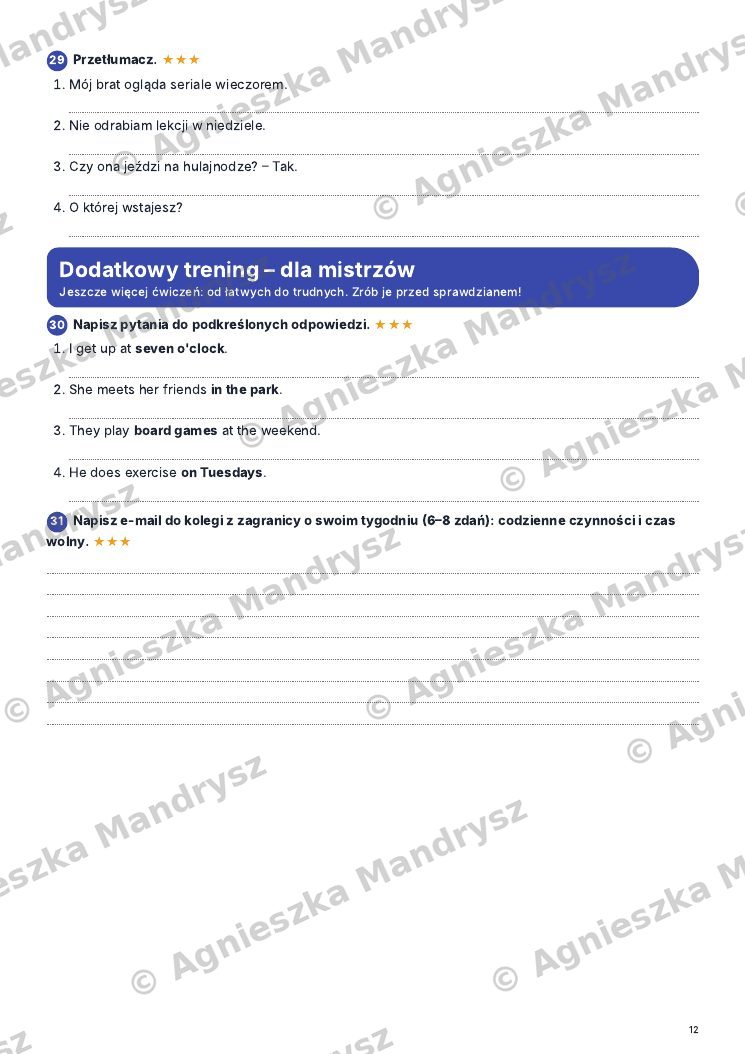 29 Przetłumacz. ★★★
1. Mój brat ogląda seriale wieczorem.
2. Nie odrabiam lekcji w niedziele.
3. Czy ona jeździ na hulajnodze? – Tak.
4. O której wstajesz?
Dodatkowy trening – dla mistrzów
Jeszcze więcej ćwiczeń: od łatwych do trudnych. Zrób je przed sprawdzianem!
30 Napisz pytania do podkreślonych odpowiedzi. ★★★
1. I get up at seven o'clock.
2. She meets her friends in the park.
3. They play board games at the weekend.
4. He does exercise on Tuesdays.
31 Napisz e-mail do kolegi z zagranicy o swoim tygodniu (6–8 zdań): codzienne czynności i czas
wolny. ★★★
12
© Agnieszka Mandrysz